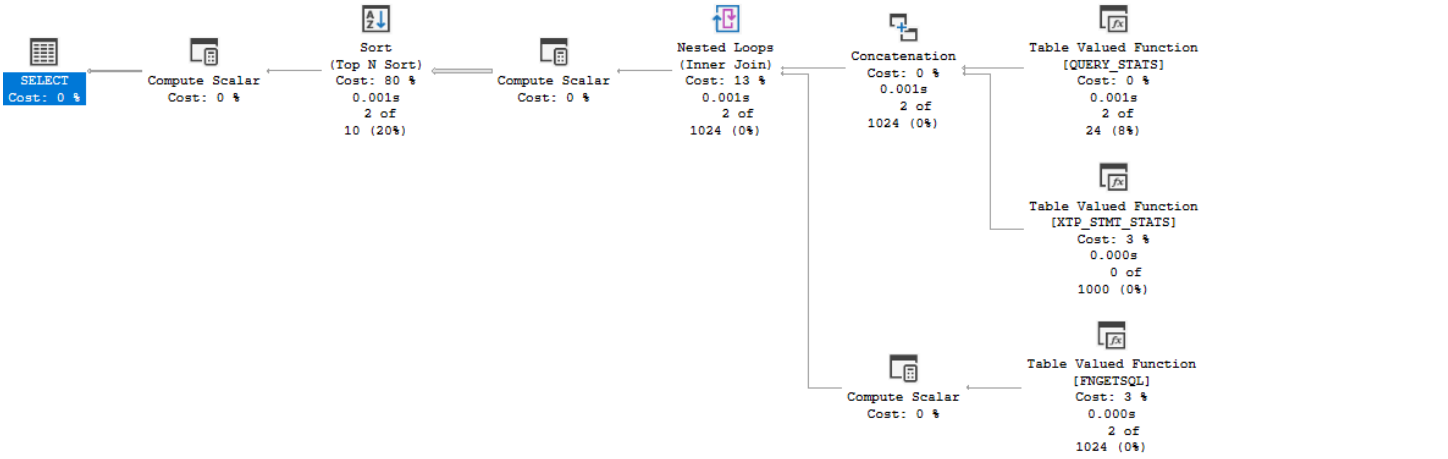 SELECT
Cost: 0 %
Compute Scalar
Cost: 0 %
Sort
(Top N Sort)
Cost: 80 %
0.001s
2 of
10 (20%)
Compute Scalar
Cost: 0 %
Nested Loops
(Inner Join)
Cost: 13 %
0.001s
2 of
1024 (0%)
Concatenation
Cost: 0 %
0.001s
2 of
1024 (0%)
Table Valued Function
[QUERY_STATS]
Cost: 0 %
0.001s
2 of
24 (8%)
Table Valued Function
[XTP_STMT_STATS]
Cost: 3 %
0.000s
0 of
1000 (0%)
Compute Scalar
Cost: 0 %
Table Valued Function
[FNGETSQL]
Cost: 3 %
0.000s
2 of
1024 (0%)